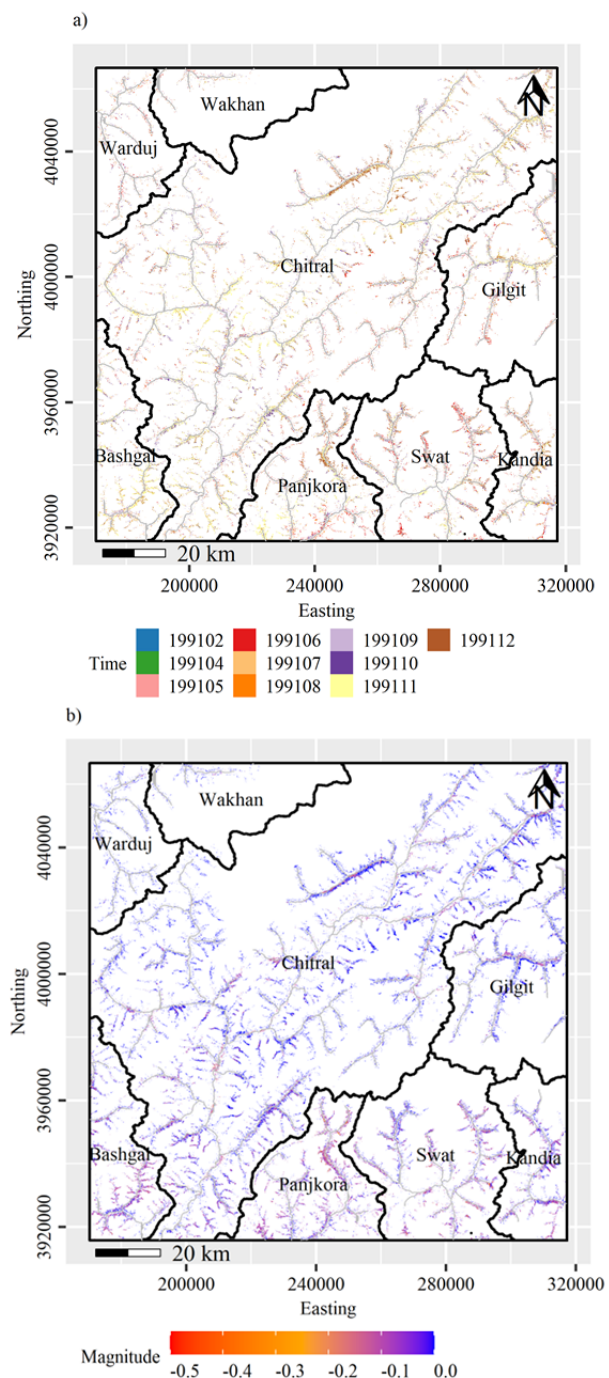 a)
Wakhan
N
Warduj
Chitral
Gilgit
Bashgal
Panjkora
Swat
Kandia
4040000
4000000
3960000
3920000
Northing
20 km
200000 240000 280000 320000
Easting
Time
199102 199106 199109 199112
199104 199107 199110
199105 199108 199111
b)
Wakhan
N
Warduj
Chitral
Gilgit
Bashgal
Panjkora
Swat
Kandia
4040000
4000000
3960000
3920000
Northing
20 km
200000 240000 280000 320000
Easting
Magnitude
-0.5 -0.4 -0.3 -0.2 -0.1 0.0